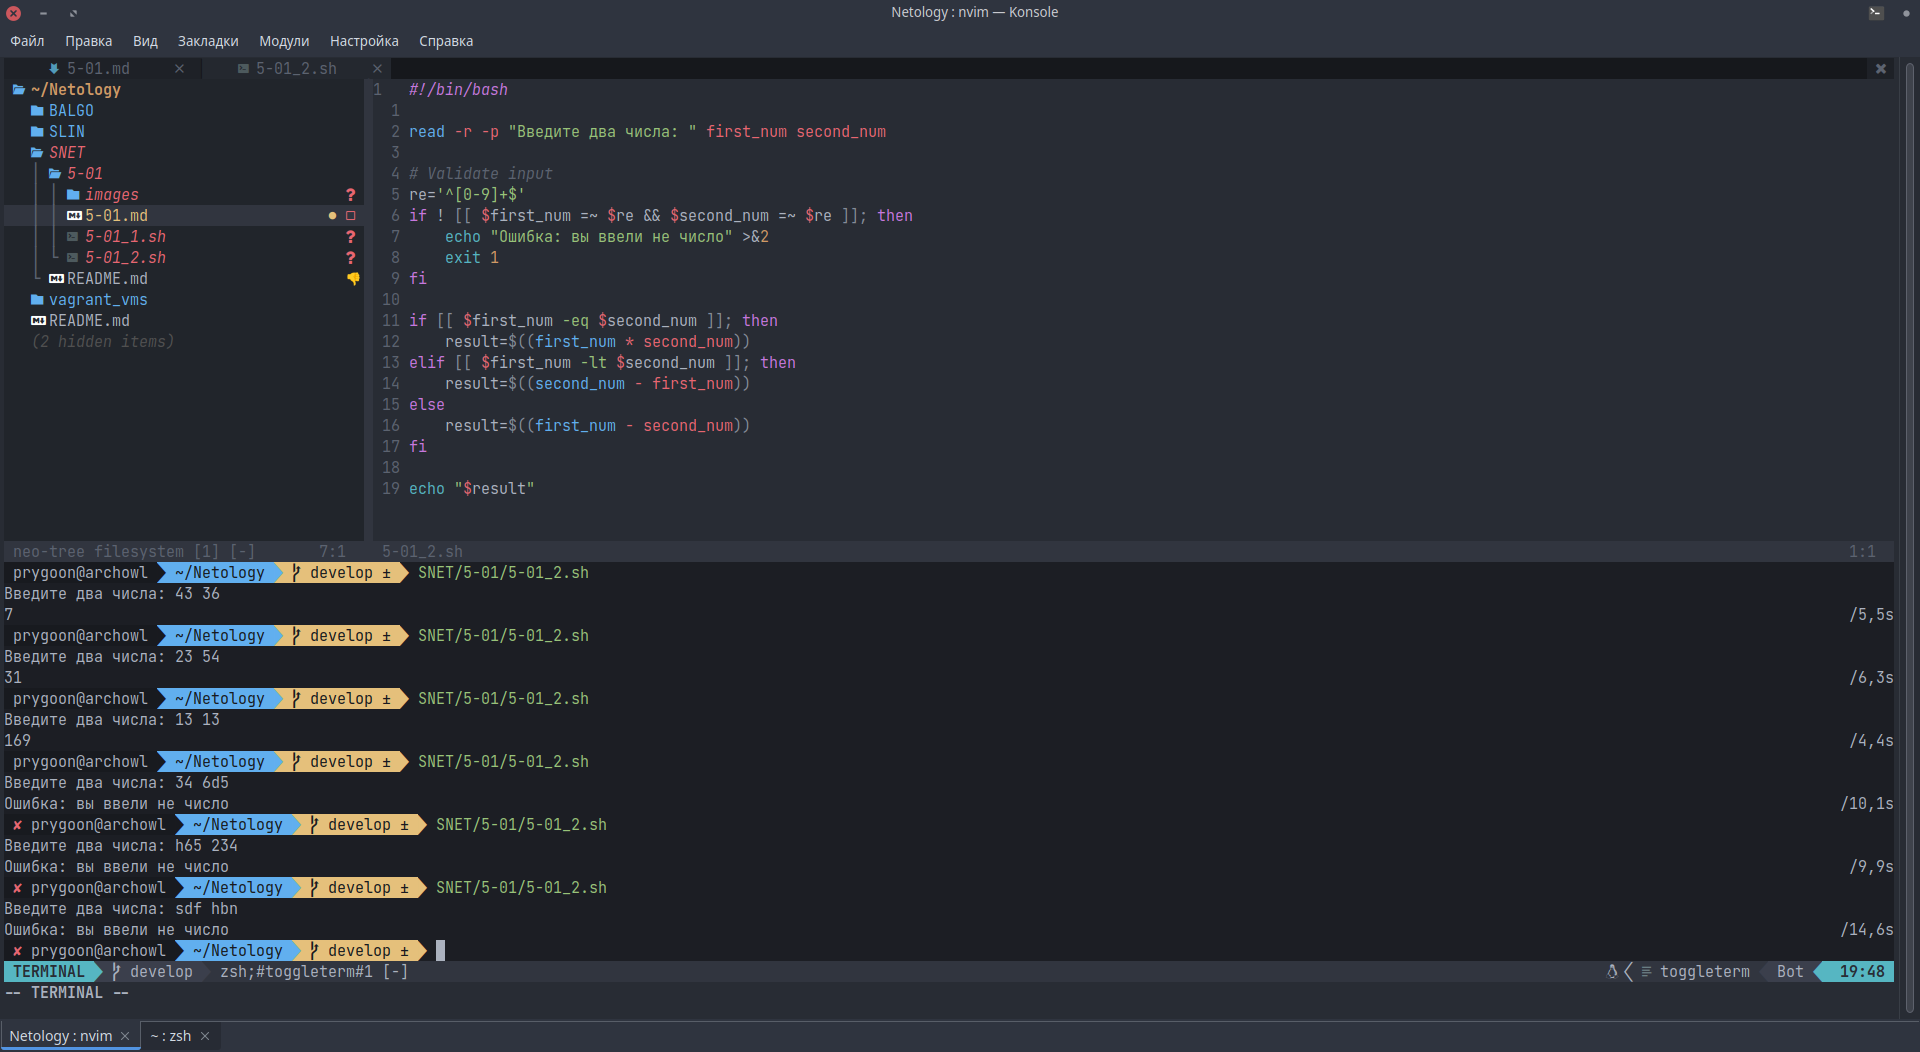 Netology : nvim — Konsole
Файл Правка Вид Закладки Модули Настройка Справка
5-01.md 5-01_2.sh
~/Netology
BALGO
SLIN
SNET
5-01
images ?
5-01.md
5-01_1.sh ?
5-01_2.sh ?
README.md
vagrant_vms
README.md
(2 hidden items)
1 #!/bin/bash
1
2 read -r -p "Введите два числа: " first_num second_num
3
4 # Validate input
5 re='^[0-9]+$'
6 if ! [[ $first_num =~ $re && $second_num =~ $re ]]; then
7 echo "Ошибка: вы ввели не число" >&2
8 exit 1
9 fi
10
11 if [[ $first_num -eq $second_num ]]; then
12 result=$((first_num * second_num))
13 elif [[ $first_num -lt $second_num ]]; then
14 result=$((second_num - first_num))
15 else
16 result=$((first_num - second_num))
17 fi
18
19 echo "$result"
neo-tree filesystem [1] [-] 7:1 5-01_2.sh 1:1
prygoon@archowl ~/Netology develop ± SNET/5-01/5-01_2.sh
Введите два числа: 43 36
7 /5,5s
prygoon@archowl ~/Netology develop ± SNET/5-01/5-01_2.sh
Введите два числа: 23 54
31 /6,3s
prygoon@archowl ~/Netology develop ± SNET/5-01/5-01_2.sh
Введите два числа: 13 13
169 /4,4s
prygoon@archowl ~/Netology develop ± SNET/5-01/5-01_2.sh
Введите два числа: 34 6d5
Ошибка: вы ввели не число /10,1s
✘ prygoon@archowl ~/Netology develop ± SNET/5-01/5-01_2.sh
Введите два числа: h65 234
Ошибка: вы ввели не число /9,9s
✘ prygoon@archowl ~/Netology develop ± SNET/5-01/5-01_2.sh
Введите два числа: sdf hbn
Ошибка: вы ввели не число /14,6s
✘ prygoon@archowl ~/Netology develop ±
TERMINAL develop zsh;#toggleterm#1 [-] toggleterm Bot 19:48
-- TERMINAL --
Netology : nvim ~ : zsh